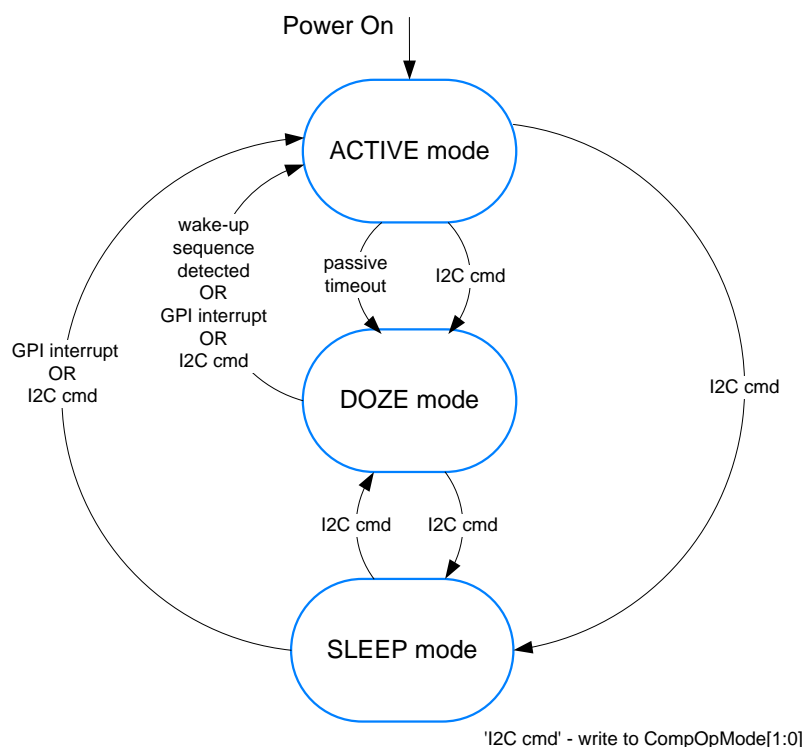 Power On
ACTIVE mode
wake-up
sequence
detected
OR
GPI interrupt
OR
I2C cmd
passive
timeout
I2C cmd
GPI interrupt
OR
I2C cmd
I2C cmd
DOZE mode
I2C cmd
I2C cmd
SLEEP mode
'I2C cmd' - write to CompOpMode[1:0]